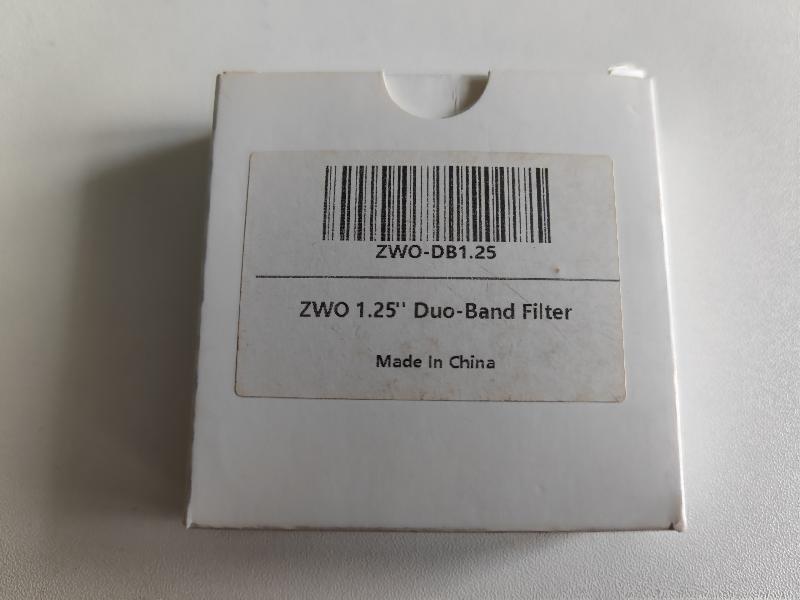 ZWO-DB1.25
ZWO 1.25'' Duo-Band Filter
Made In China